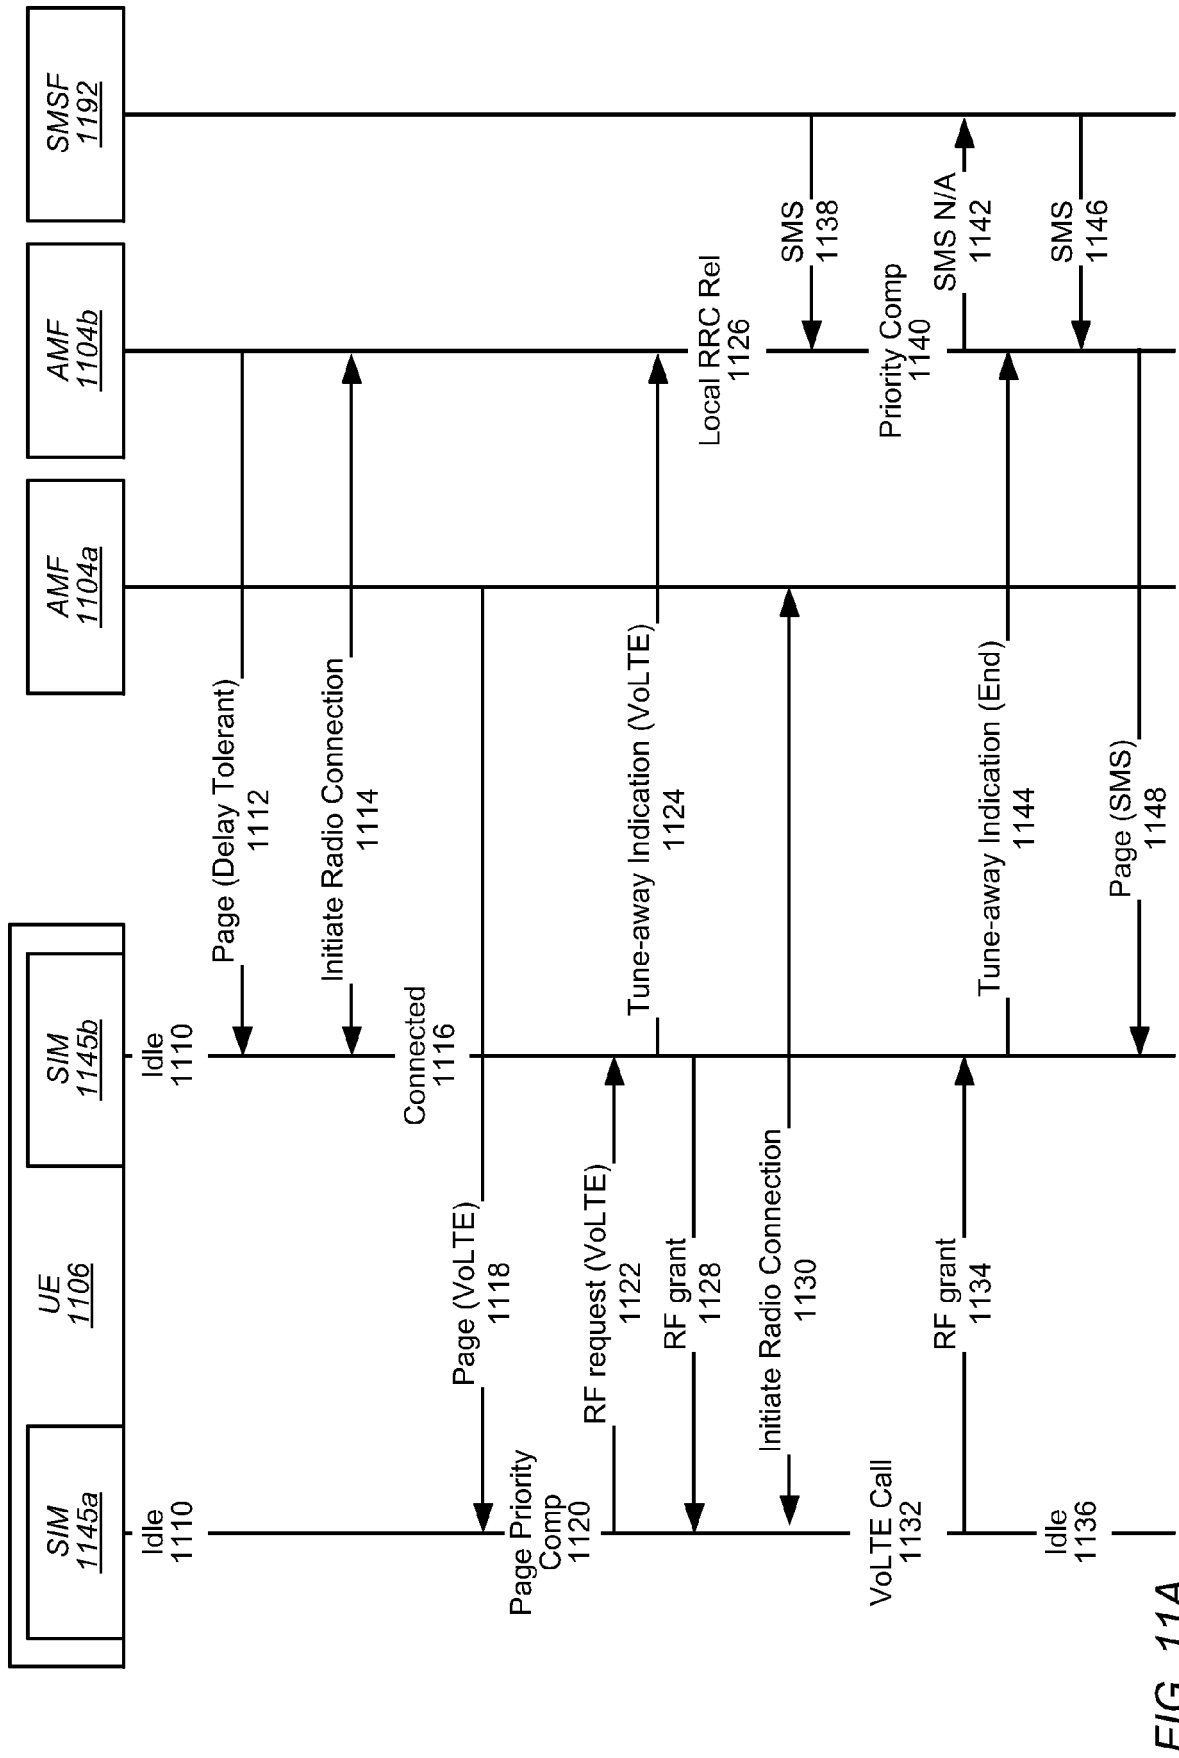 UE
1106
SIM
1145a
SIM
1145b
AMF
1104a
AMF
1104b
SMSF
1192
Idle
1110
Idle
1110
Page (Delay Tolerant)
1112
Initiate Radio Connection
1114
Connected
1116
Page (VoLTE)
1118
Page Priority
Comp
1120
RF request (VoLTE)
1122
Tune-away Indication (VoLTE)
1124
Local RRC Rel
1126
RF grant
1128
Initiate Radio Connection
1130
SMS
1138
VoLTE Call
1132
Priority Comp
1140
RF grant
1134
SMS N/A
1142
Tune-away Indication (End)
1144
Idle
1136
SMS
1146
Page (SMS)
1148
FIG. 11A